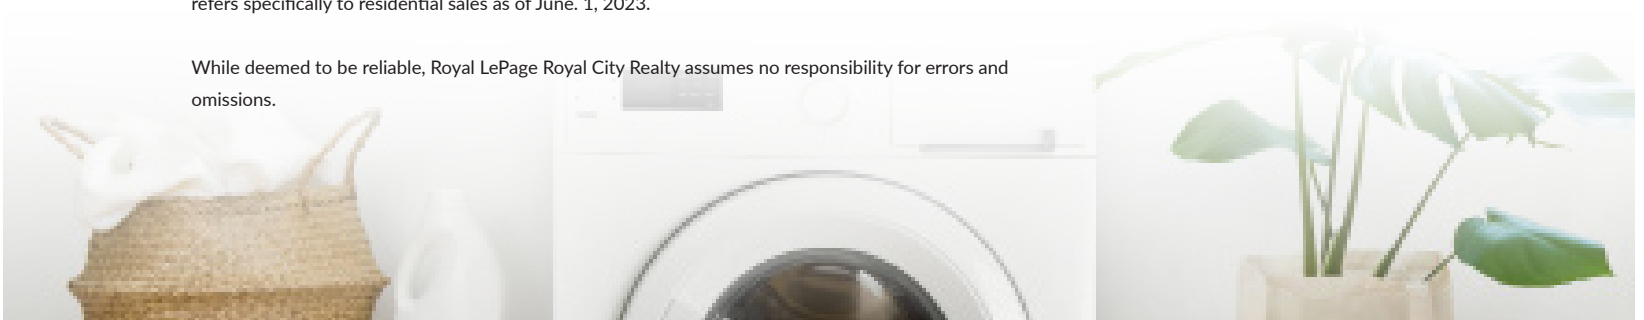 refers specifically to residential sales as of June. 1, 2023.
While deemed to be reliable, Royal LePage Royal City Realty assumes no responsibility for errors and
omissions.